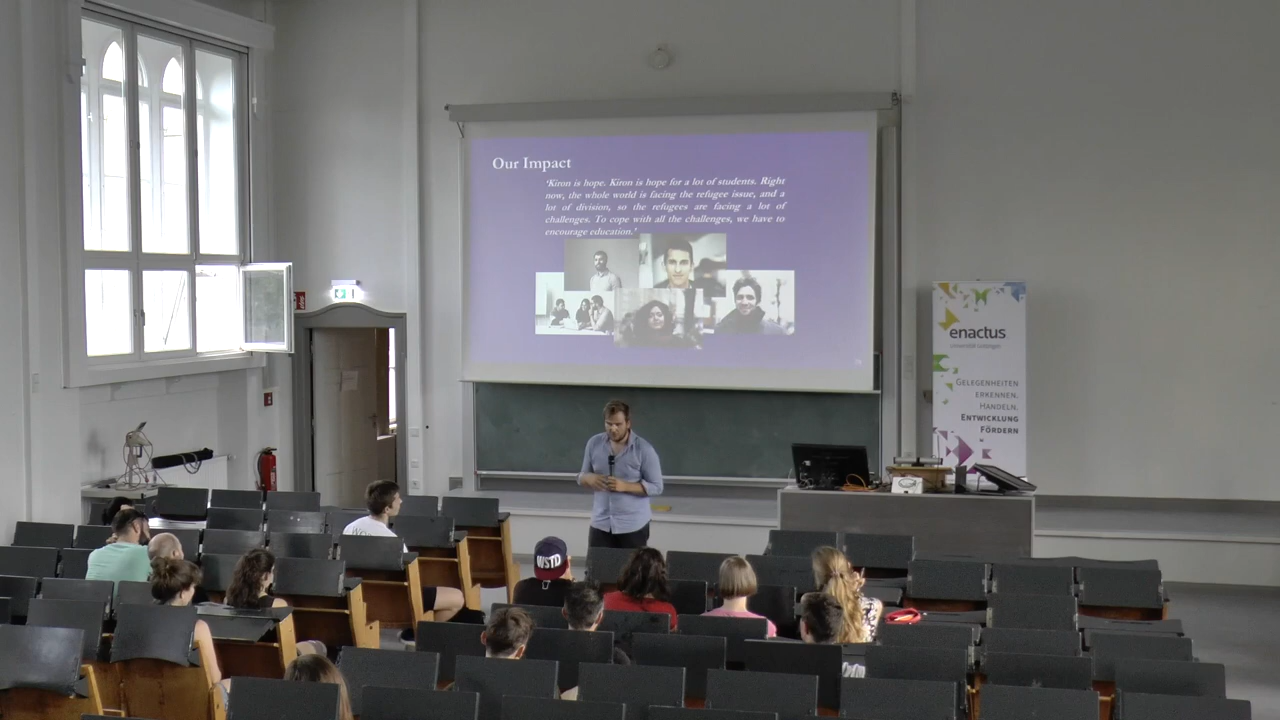 Our Impact
'Kiron is hope. Kiron is hope for a lot of students. Right
now, the whole world is facing the refugee issue, and a
lot of division, so the refugees are facing a lot of
challenges. To cope with all the challenges, we have to
encourage education.'
enactus
GELEGENHEITEN
ERKENNEN.
HANDELN.
ENTWICKLUNG
FÖRDERN
WSTD